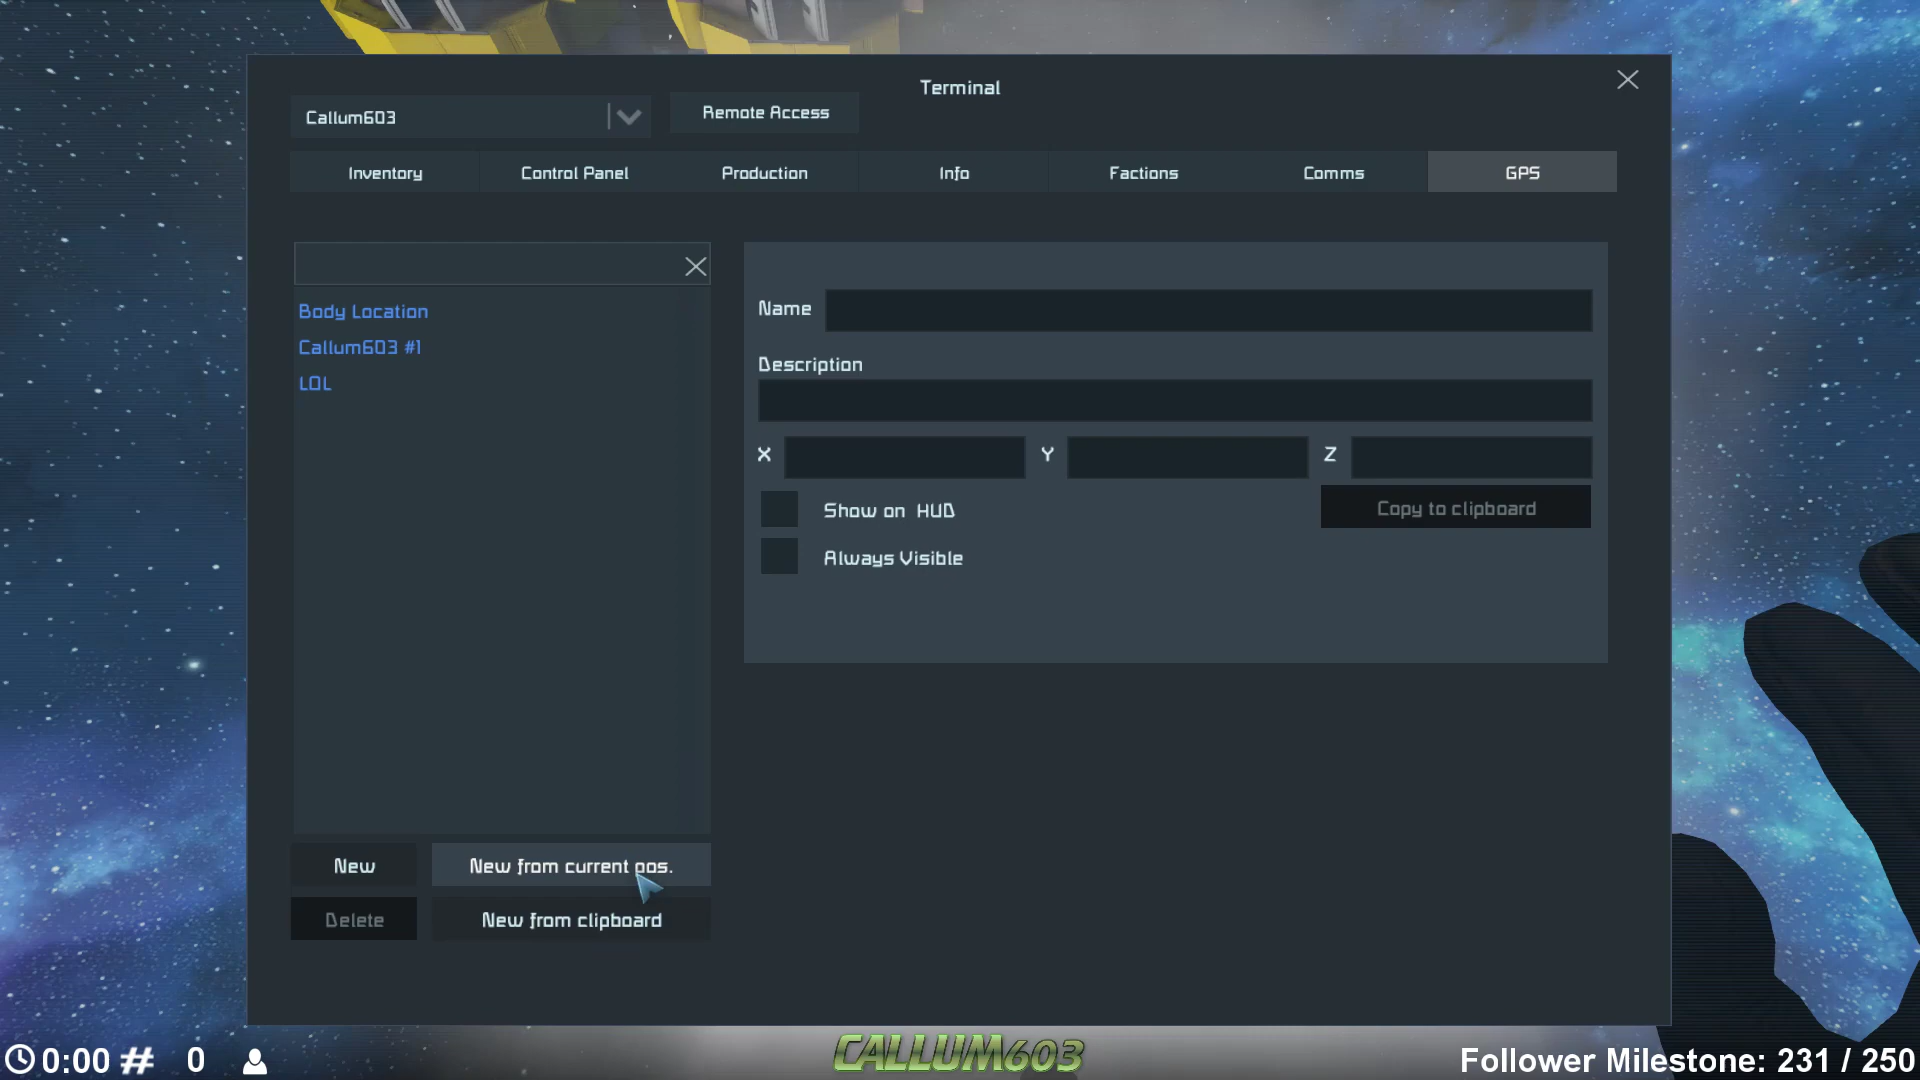 Terminal
Callum603
Remote Access
Inventory
Control Panel
Production
Info
Factions
Comms
GPS
Body Location
Callum603 #1
LOL
Name
Description
X
Y
Z
Show on HUD
Copy to clipboard
Always Visible
New
New from current pos.
Delete
New from clipboard
0:00 # 0
CALLUM603
Follower Milestone: 231 / 250